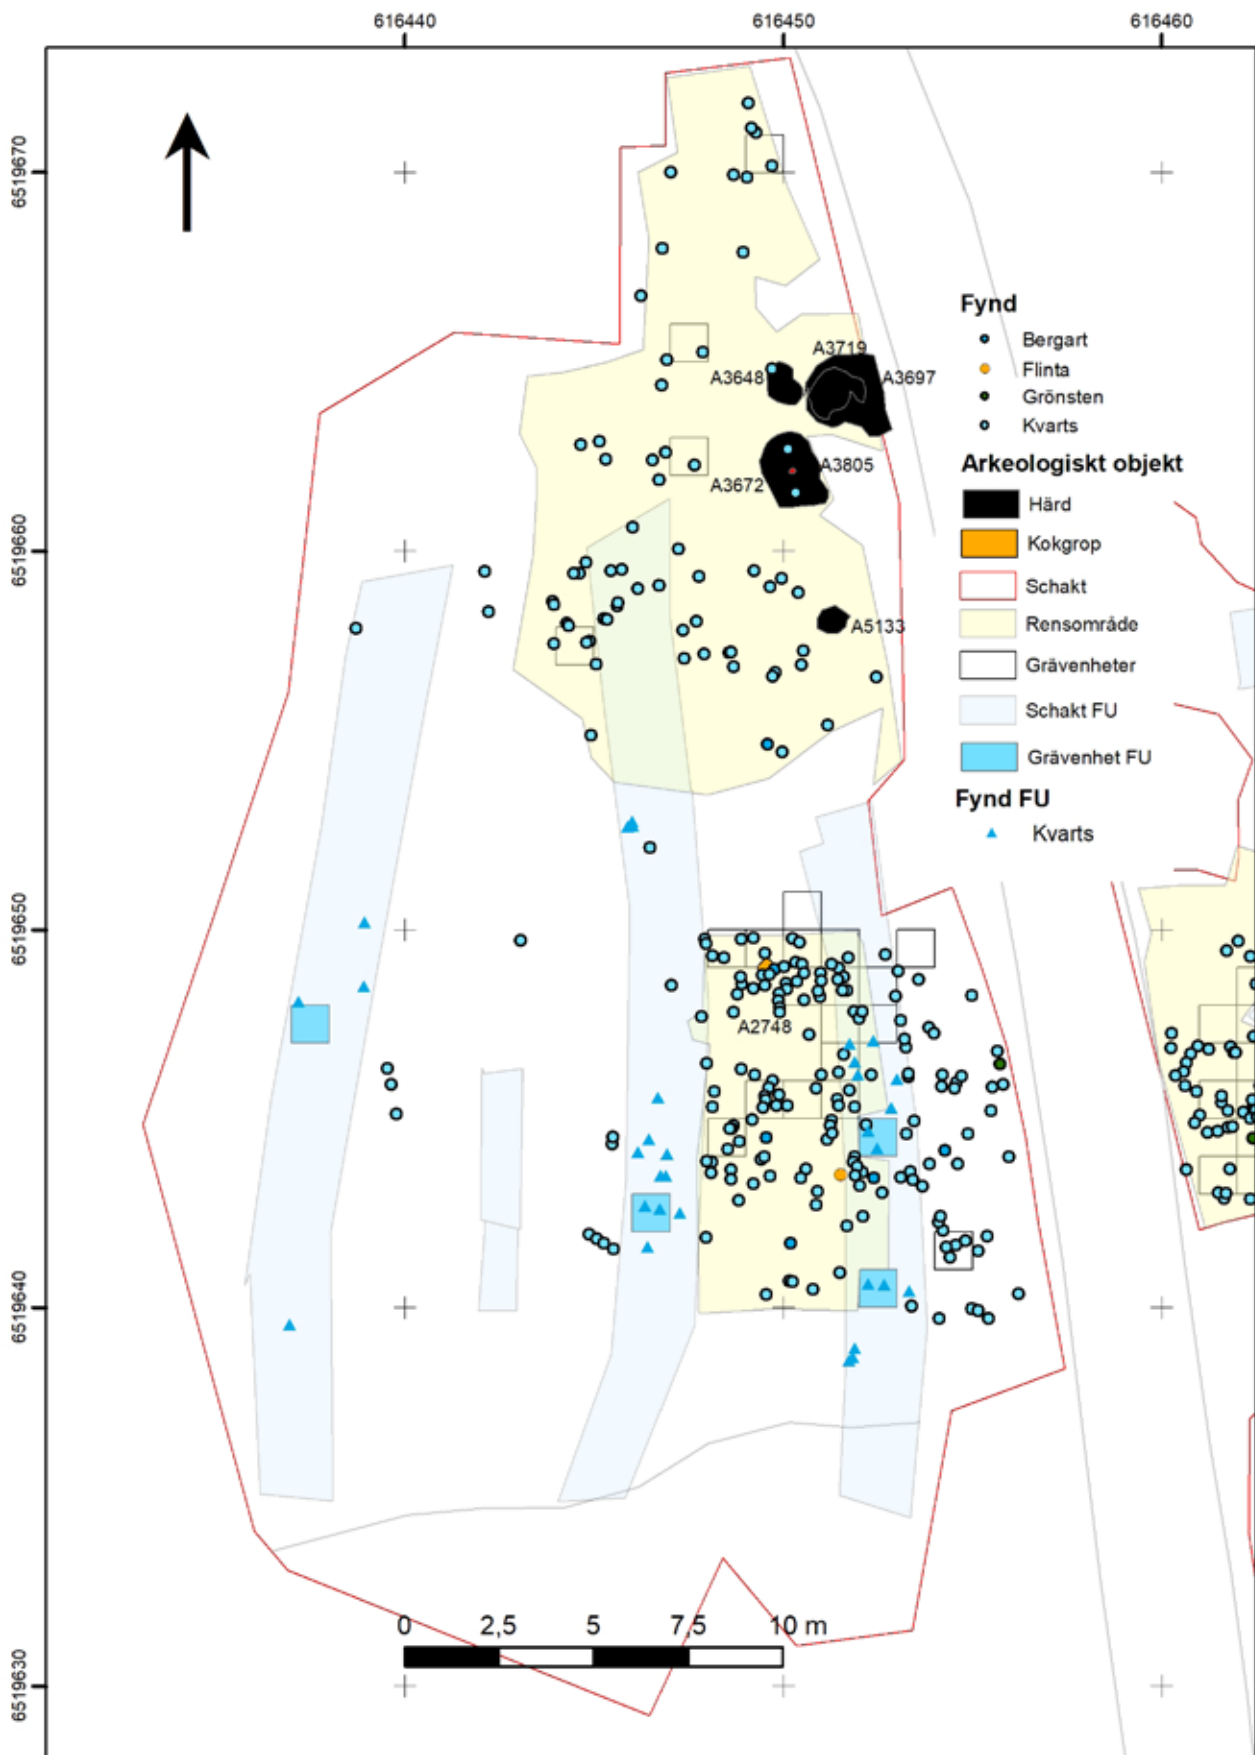 616440 616450 616460
6519670
6519660
6519650
6519640
6519630
A3719
A3648
A3697
A3805
A3672
A5133
A2748
Fynd
Bergart
Flinta
Grönsten
Kvarts
Arkeologiskt objekt
Härd
Kokgrop
Schakt
Rensområde
Grävenheter
Schakt FU
Grävenhet FU
Fynd FU
Kvarts
0 2,5 5 7,5 10 m